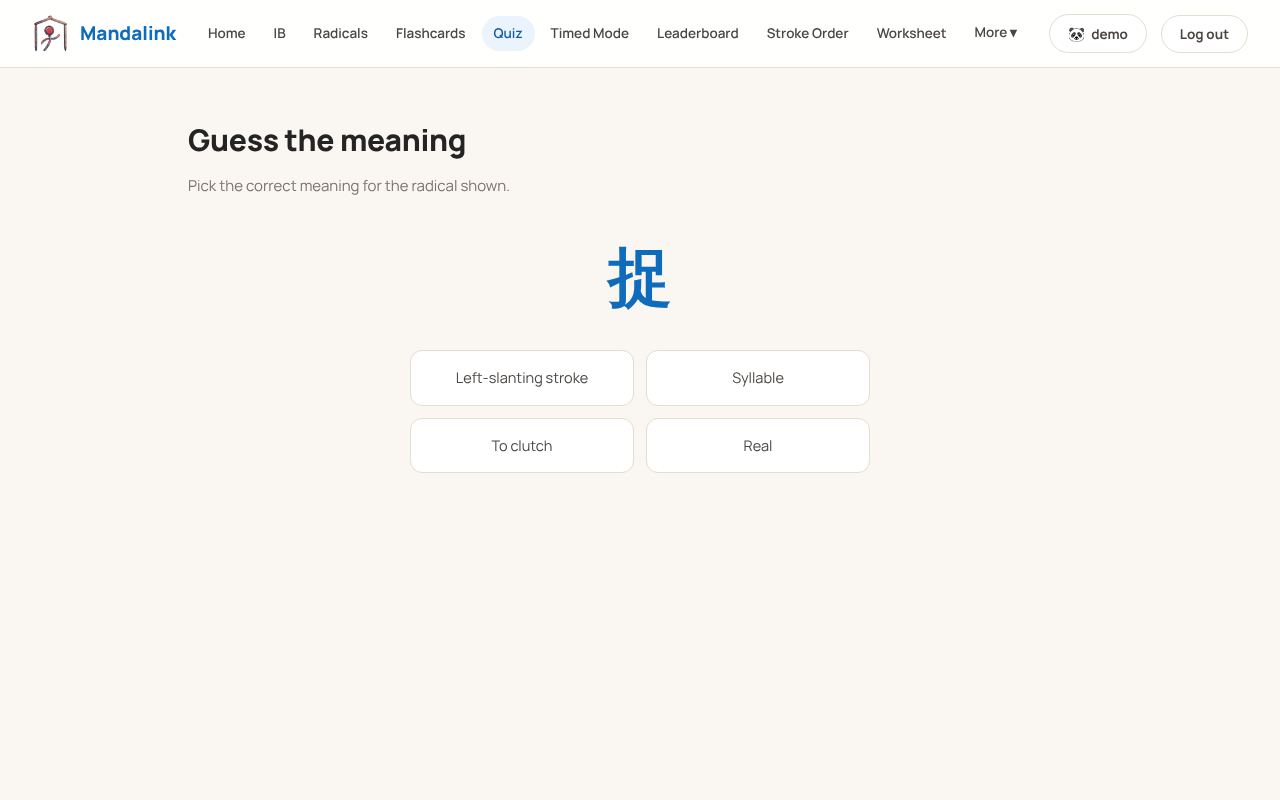 Mandalink Home IB Radicals Flashcards Quiz Timed Mode Leaderboard Stroke Order Worksheet More ▾ 🐼 demo Log out
Guess the meaning
Pick the correct meaning for the radical shown.
捉
Left-slanting stroke Syllable
To clutch Real